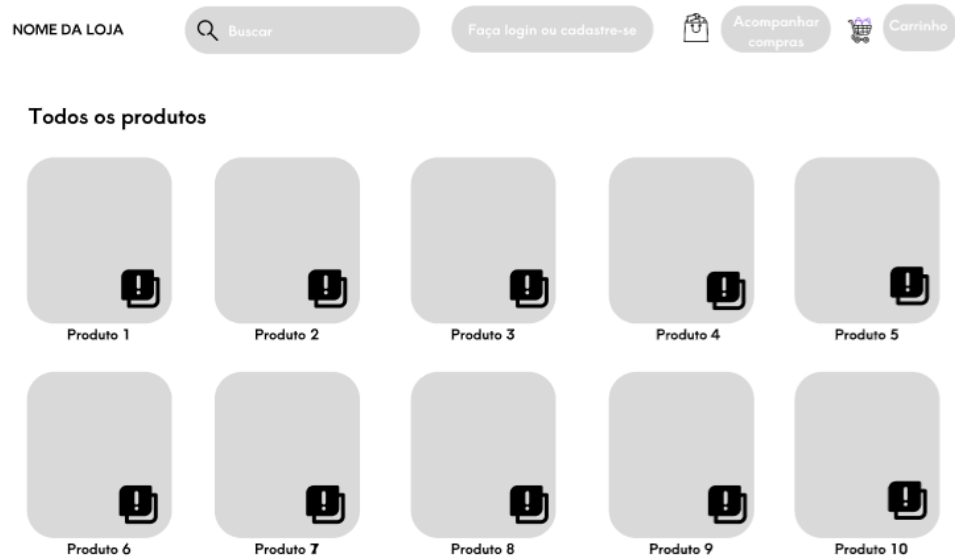 NOME DA LOJA
Buscar
Faça login ou cadastre-se
Acompanhar
compras
Carrinho
Todos os produtos
Produto 1
Produto 2
Produto 3
Produto 4
Produto 5
Produto 6
Produto 7
Produto 8
Produto 9
Produto 10